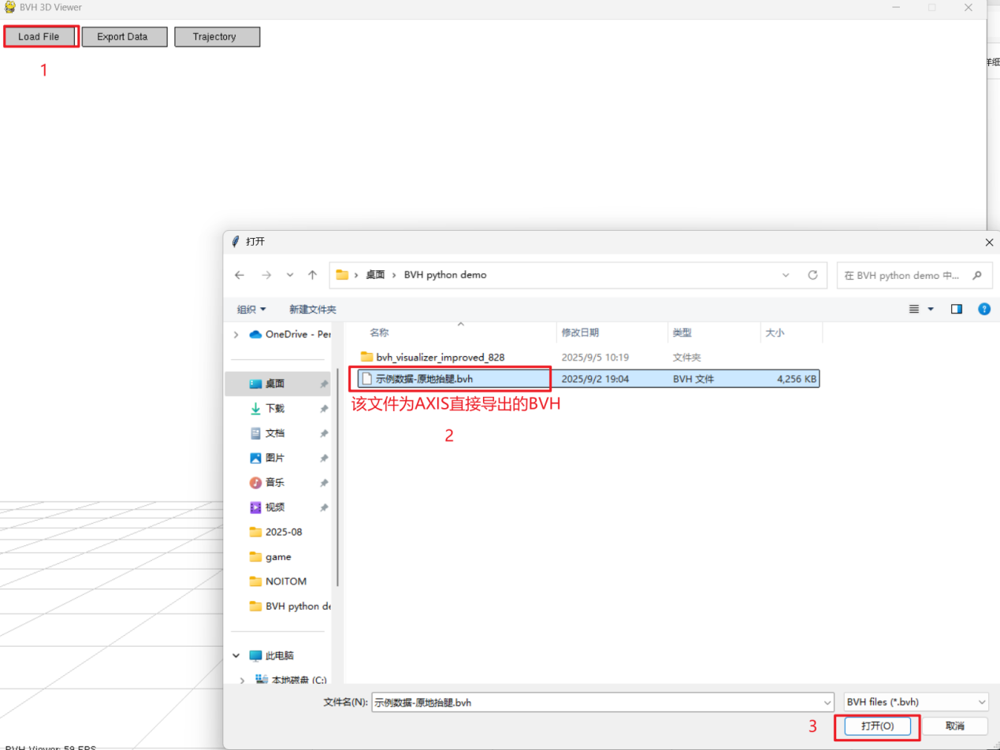 BVH 3D Viewer
Load File
Export Data
Trajectory
1
详细
打开
桌面
BVH python demo
在 BVH python demo 中...
组织
新建文件夹
OneDrive - Per
名称
修改日期
类型
大小
bvh_visualizer_improved_828
2025/9/5 10:19
文件夹
示例数据-原地抬腿.bvh
2025/9/2 19:04
BVH 文件
4,256 KB
该文件为AXIS直接导出的BVH
2
桌面
下载
文档
图片
音乐
视频
2025-08
game
NOITOM
BVH python de
此电脑
本地磁盘 (C:)
文件名(N):
示例数据-原地抬腿.bvh
BVH files (*.bvh)
3
打开(O)
取消
BVH Viewer: 59 FPS